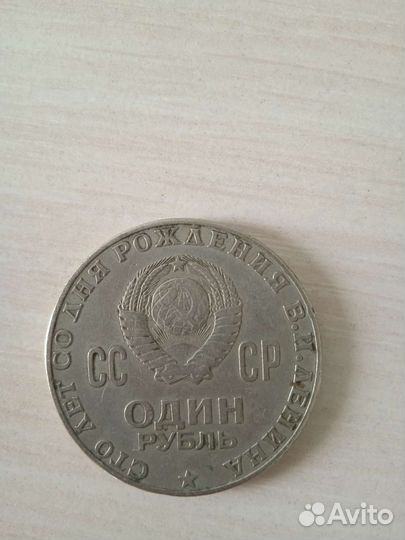 СТО ЛЕТ СО ДНЯ РОЖДЕНИЯ В.И.ЛЕНИНА
СС СР
ОДИН
РУБЛЬ
Avito